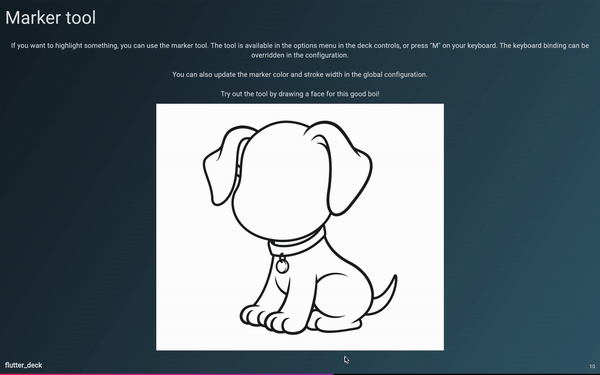 Marker tool
If you want to highlight something, you can use the marker tool. The tool is available in the options menu in the deck controls, or press "M" on your keyboard. The keyboard binding can be
overridden in the configuration.
You can also update the marker color and stroke width in the global configuration.
Try out the tool by drawing a face for this good boi!
flutter_deck
10